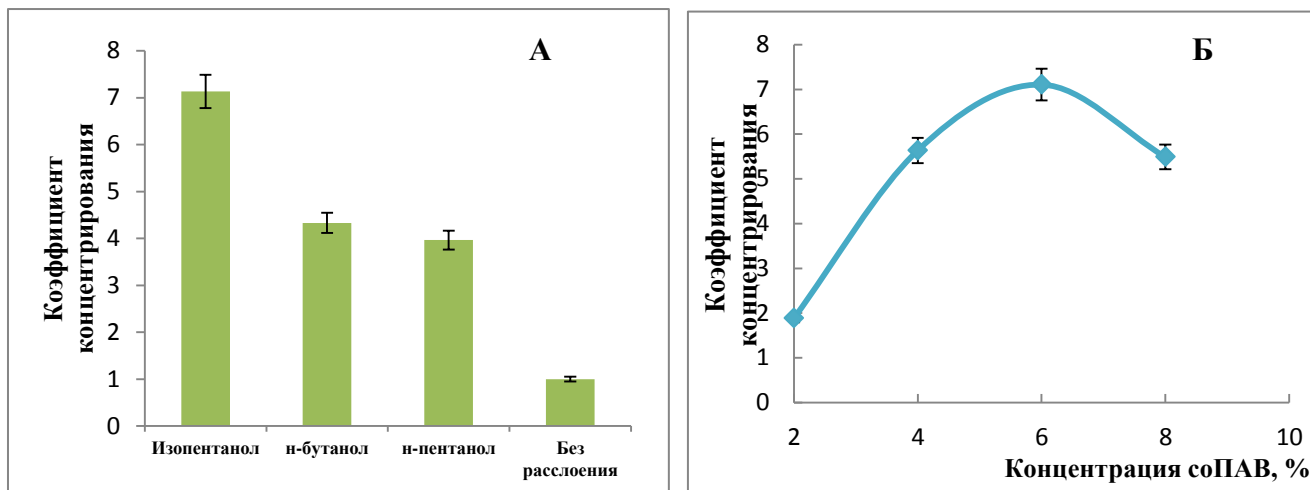 А
Коэффициент
концентрирования
8
7
6
5
4
3
2
1
0
Изопентанол
н-бутанол
н-пентанол
Без
расслоения
Б
Коэффициент
концентрирования
8
7
6
5
4
3
2
1
0
2
4
6
8
10
Концентрация соПАВ, %